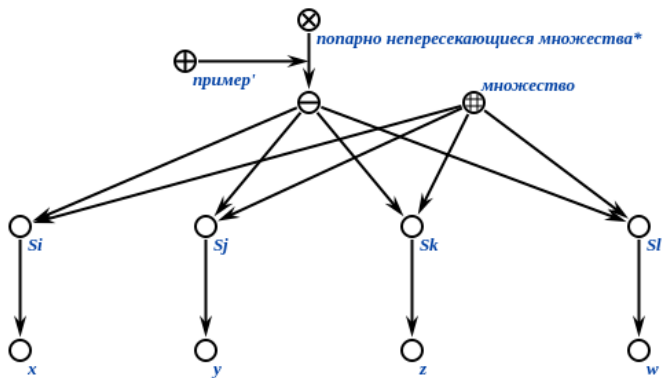 попарно непересекающиеся множества*
пример'
множество
Si
Sj
Sk
Sl
x
y
z
w